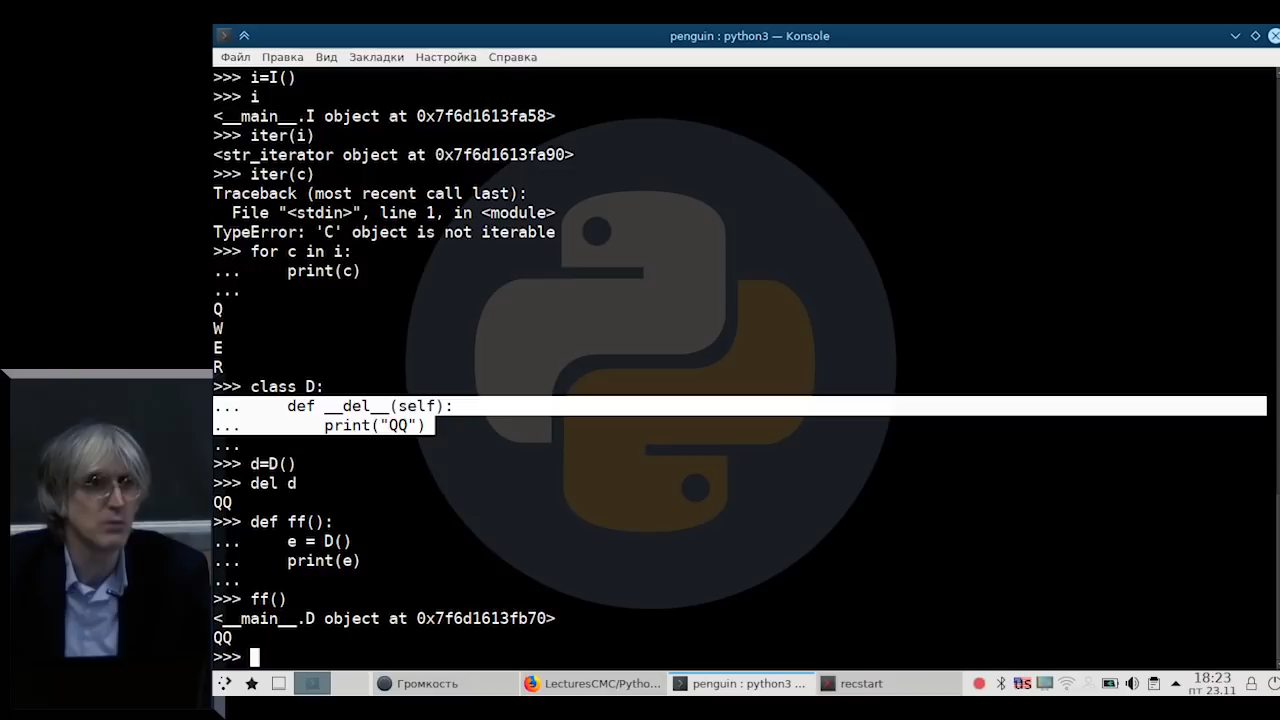 penguin : python3 — Konsole
Файл Правка Вид Закладки Настройка Справка
>>> i=I()
>>> i
<__main__.I object at 0x7f6d1613fa58>
>>> iter(i)
<str_iterator object at 0x7f6d1613fa90>
>>> iter(c)
Traceback (most recent call last):
  File "<stdin>", line 1, in <module>
TypeError: 'C' object is not iterable
>>> for c in i:
...     print(c)
...
Q
W
E
R
>>> class D:
...     def __del__(self):
...         print("QQ")
...
>>> d=D()
>>> del d
QQ
>>> def ff():
...     e = D()
...     print(e)
...
>>> ff()
<__main__.D object at 0x7f6d1613fb70>
QQ
>>>
Громкость LecturesCMC/Pytho... penguin : python3 ... recstart us 18:23
пт 23.11